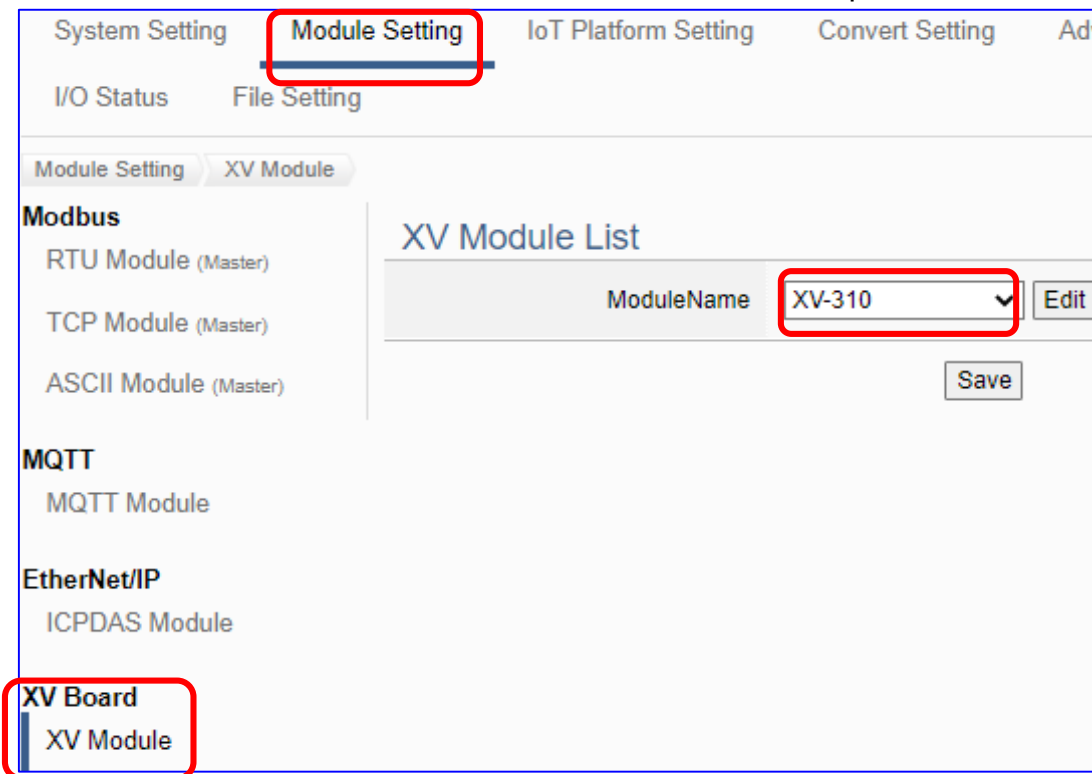 System Setting Module Setting IoT Platform Setting Convert Setting
I/O Status File Setting
Module Setting XV Module
Modbus
RTU Module (Master)
TCP Module (Master)
ASCII Module (Master)
MQTT
MQTT Module
EtherNet/IP
ICPDAS Module
XV Board
XV Module
XV Module List
ModuleName XV-310 Edit
Save